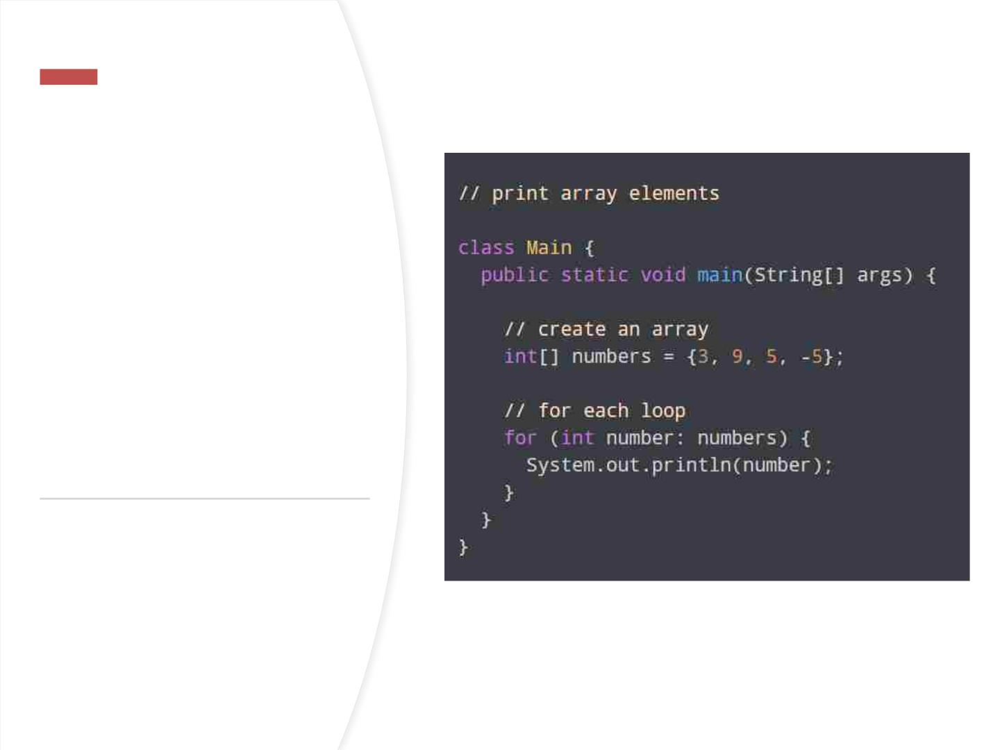 // print array elements
class Main {
public static void main(String[] args) {
// create an array
int[] numbers = {3, 9, 5, -5};
// for each loop
for (int number: numbers) {
System.out.println(number);
}
}
}